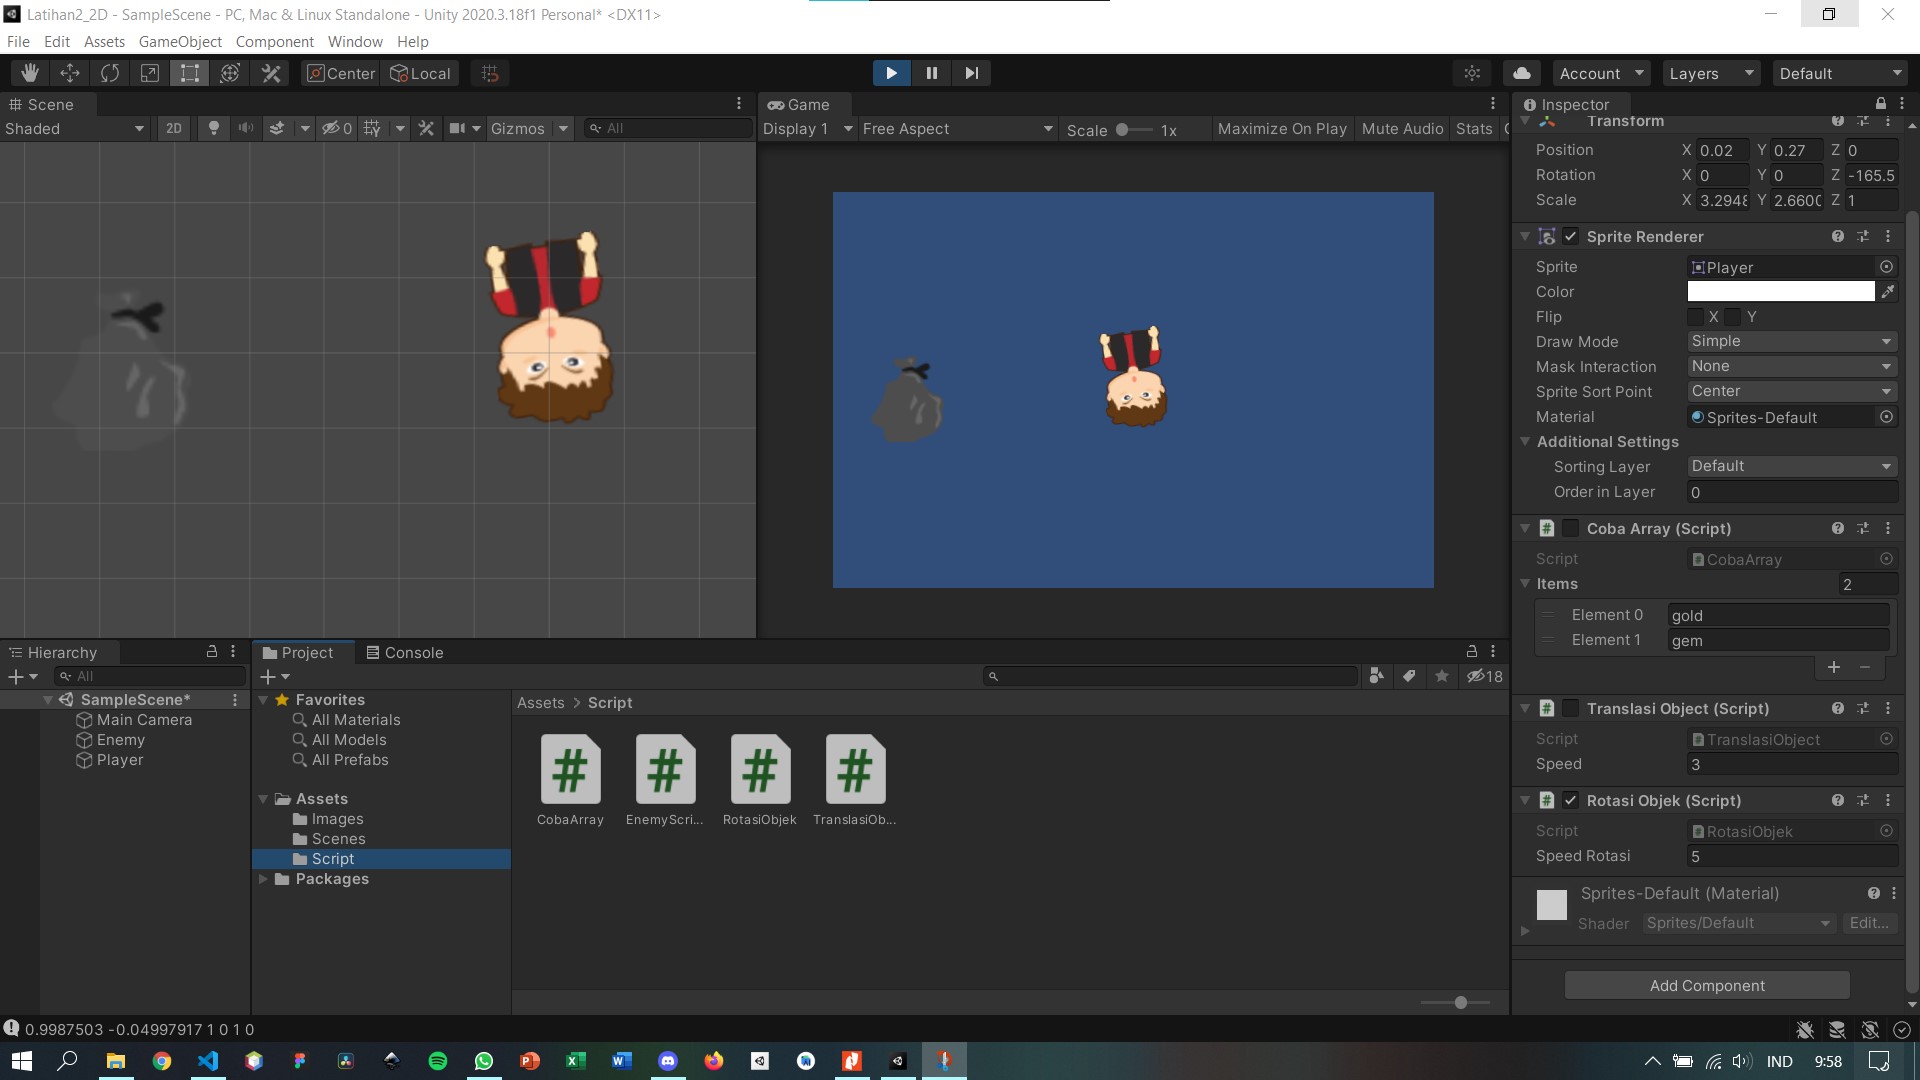 Latihan2_2D - SampleScene - PC, Mac & Linux Standalone - Unity 2020.3.18f1 Personal* <DX11>
File Edit Assets GameObject Component Window Help
Center Local Account Layers Default
Scene
Shaded 2D 0 Gizmos All
Game
Display 1 Free Aspect Scale 1x Maximize On Play Mute Audio Stats
Inspector
Transform
Position X 0.02 Y 0.27 Z 0
Rotation X 0 Y 0 Z -165.5
Scale X 3.2948 Y 2.6600 Z 1
Sprite Renderer
Sprite Player
Color
Flip X Y
Draw Mode Simple
Mask Interaction None
Sprite Sort Point Center
Material Sprites-Default
Additional Settings
Sorting Layer Default
Order in Layer 0
# Coba Array (Script)
Script CobaArray
Items 2
Element 0 gold
Element 1 gem
+ −
# Translasi Object (Script)
Script TranslasiObject
Speed 3
# Rotasi Objek (Script)
Script RotasiObjek
Speed Rotasi 5
Sprites-Default (Material)
Shader Sprites/Default Edit...
Add Component
Hierarchy
All
SampleScene*
Main Camera
Enemy
Player
Project Console
18
Favorites
All Materials
All Models
All Prefabs
Assets
Images
Scenes
Script
Packages
Assets > Script
# # # #
CobaArray EnemyScri... RotasiObjek TranslasiOb...
0.9987503 -0.04997917 1 0 1 0
IND 9:58